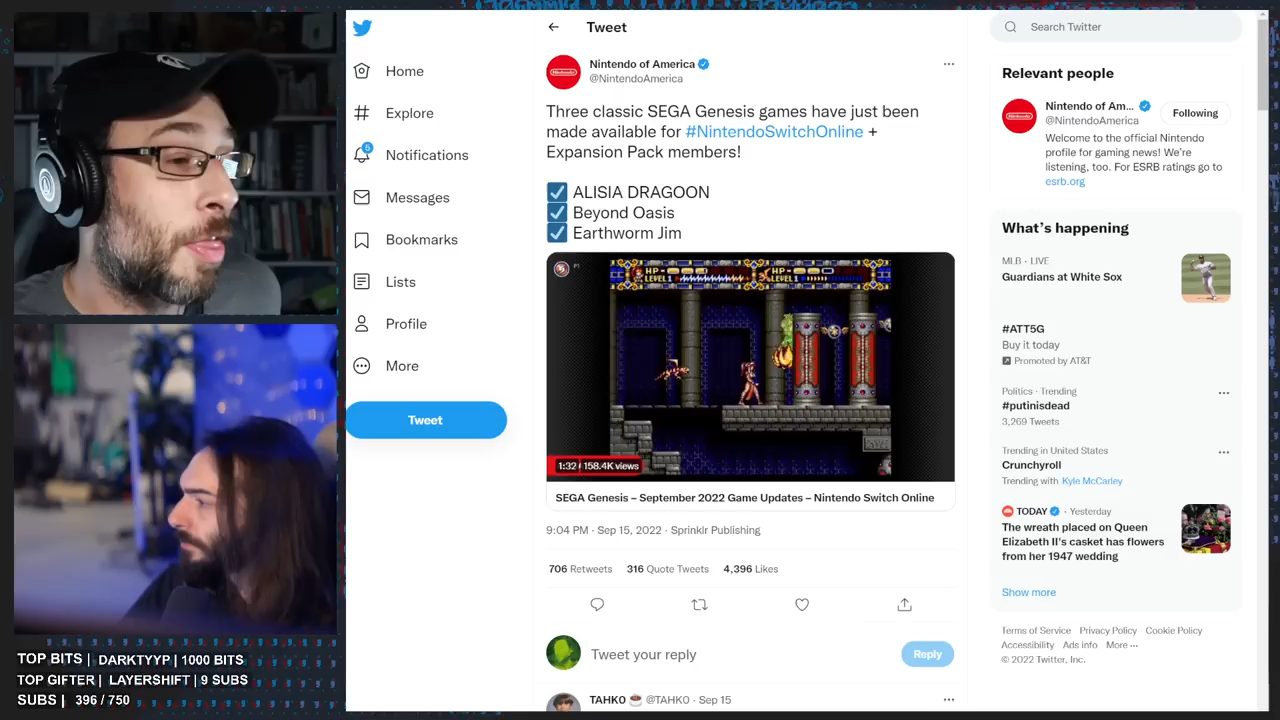 Home
Explore
5
Notifications
Messages
Bookmarks
Lists
Profile
More
Tweet
Tweet
Nintendo of America
@NintendoAmerica
Three classic SEGA Genesis games have just been
made available for #NintendoSwitchOnline +
Expansion Pack members!
ALISIA DRAGOON
Beyond Oasis
Earthworm Jim
P1
HP
LEVEL1
HP
LEVEL1
1:32 158.4K views
SEGA Genesis – September 2022 Game Updates – Nintendo Switch Online
9:04 PM · Sep 15, 2022 · Sprinklr Publishing
706 Retweets 316 Quote Tweets 4,396 Likes
Tweet your reply
Reply
TAHK0 @TAHK0 · Sep 15
Search Twitter
Relevant people
Nintendo
Nintendo of Am...
@NintendoAmerica
Following
Welcome to the official Nintendo
profile for gaming news! We're
listening, too. For ESRB ratings go to
esrb.org
What's happening
MLB · LIVE
Guardians at White Sox
#ATT5G
Buy it today
Promoted by AT&T
Politics · Trending
#putinisdead
3,269 Tweets
Trending in United States
Crunchyroll
Trending with Kyle McCarley
TODAY · Yesterday
The wreath placed on Queen
Elizabeth II's casket has flowers
from her 1947 wedding
Show more
Terms of Service Privacy Policy Cookie Policy
Accessibility Ads info More ···
© 2022 Twitter, Inc.
TOP BITS | DARKTYYP | 1000 BITS
TOP GIFTER | LAYERSHIFT | 9 SUBS
SUBS | 396 / 750